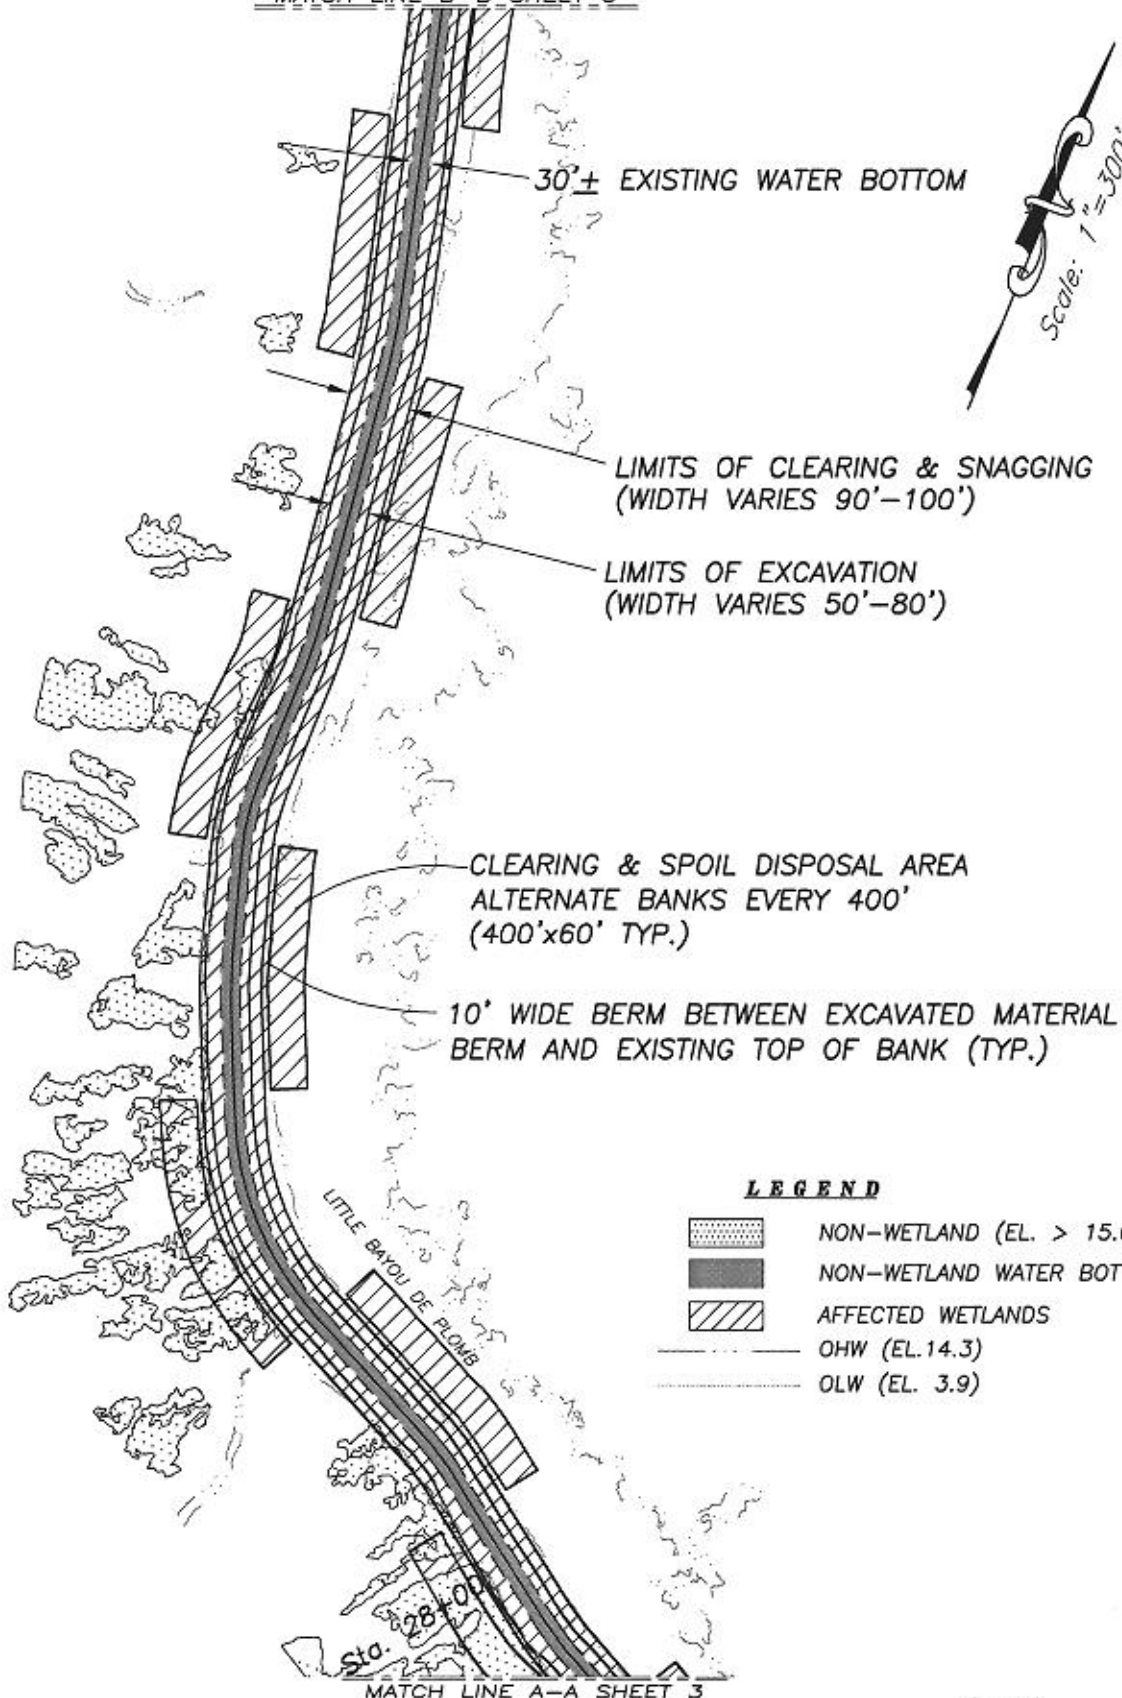 30'± EXISTING WATER BOTTOM
Scale: 1"=300'
LIMITS OF CLEARING & SNAGGING
(WIDTH VARIES 90'-100')
LIMITS OF EXCAVATION
(WIDTH VARIES 50'-80')
CLEARING & SPOIL DISPOSAL AREA
ALTERNATE BANKS EVERY 400'
(400'x60' TYP.)
10' WIDE BERM BETWEEN EXCAVATED MATERIAL
BERM AND EXISTING TOP OF BANK (TYP.)
LITTLE BAYOU DE PLOMB
LEGEND
NON-WETLAND (EL. > 15.
NON-WETLAND WATER
AFFECTED WETLANDS
OHW (EL.14.3)
OLW (EL. 3.9)
Sta. 28+00
MATCH LINE A-A SHEET 3